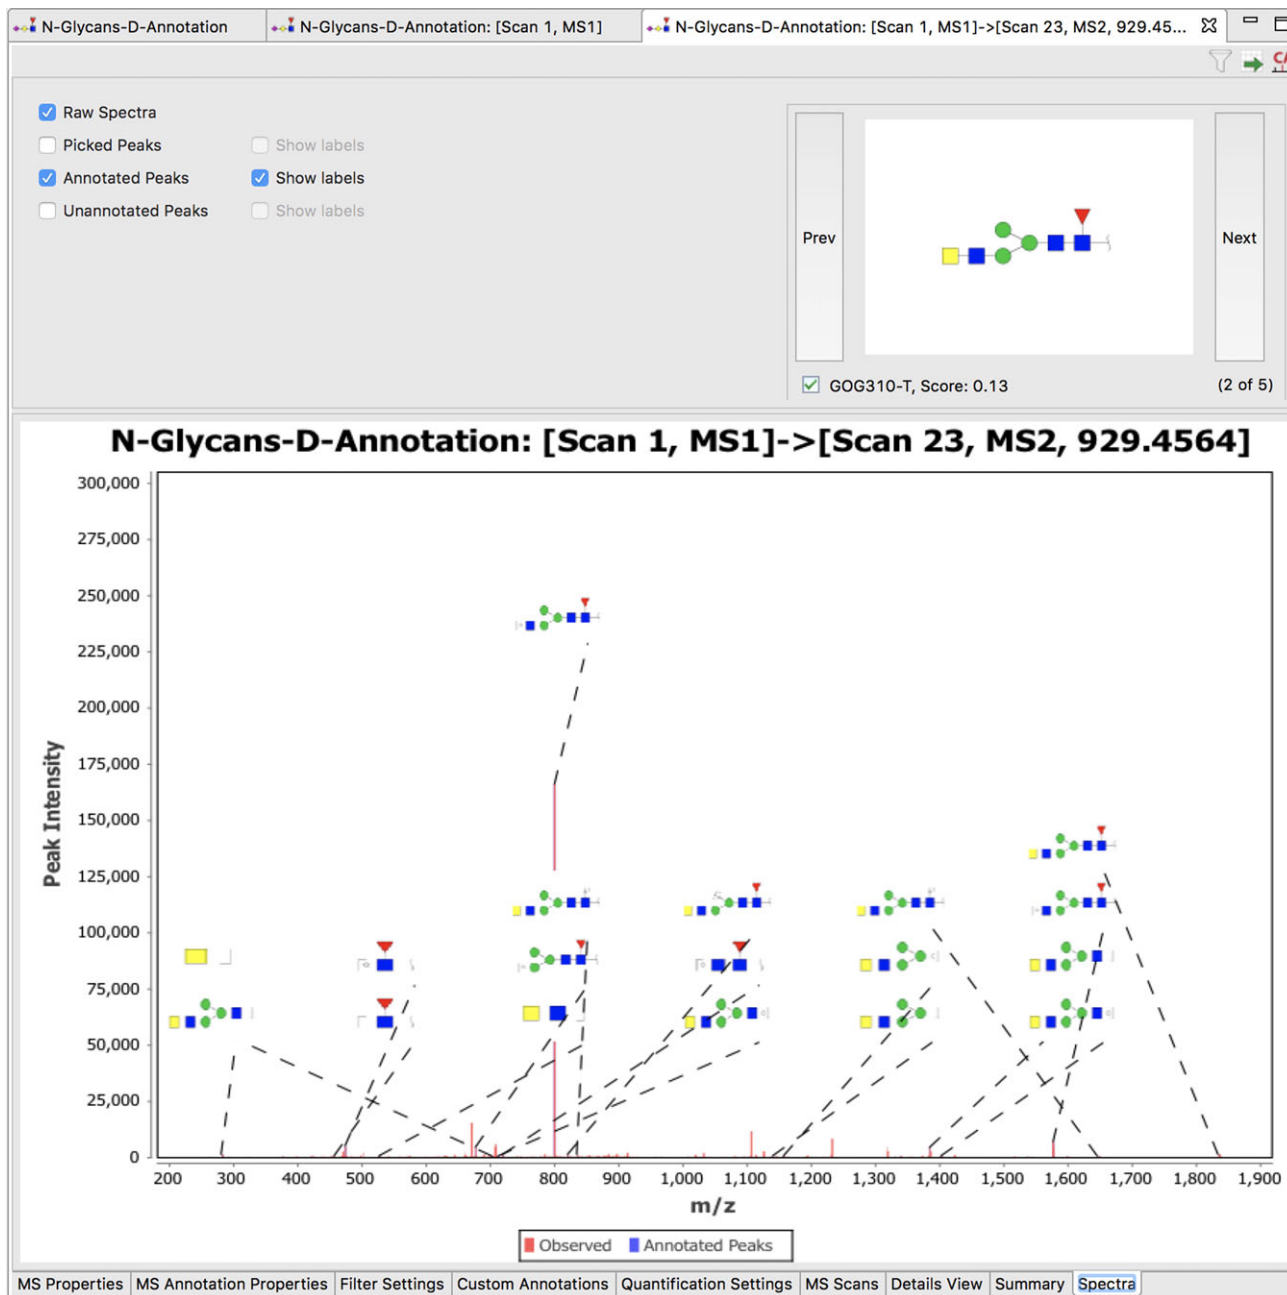 N-Glycans-D-Annotation
N-Glycans-D-Annotation: [Scan 1, MS1]
N-Glycans-D-Annotation: [Scan 1, MS1]->[Scan 23, MS2, 929.45...
Raw Spectra
Picked Peaks
Show labels
Annotated Peaks
Show labels
Unannotated Peaks
Show labels
Prev
Next
GOG310-T, Score: 0.13
(2 of 5)
N-Glycans-D-Annotation: [Scan 1, MS1]->[Scan 23, MS2, 929.4564]
300,000
275,000
250,000
225,000
200,000
175,000
150,000
125,000
100,000
75,000
50,000
25,000
0
Peak Intensity
200 300 400 500 600 700 800 900 1,000 1,100 1,200 1,300 1,400 1,500 1,600 1,700 1,800 1,900
m/z
Observed Annotated Peaks
MS Properties MS Annotation Properties Filter Settings Custom Annotations Quantification Settings MS Scans Details View Summary Spectra